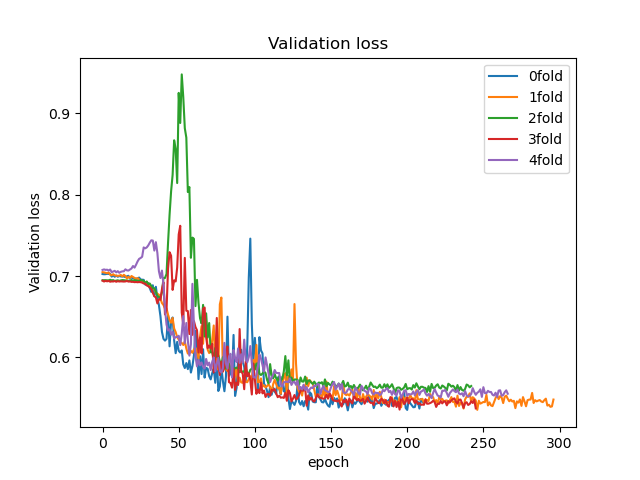 Validation loss
0fold
1fold
2fold
3fold
4fold
Validation loss
0.9
0.8
0.7
0.6
0 50 100 150 200 250 300
epoch